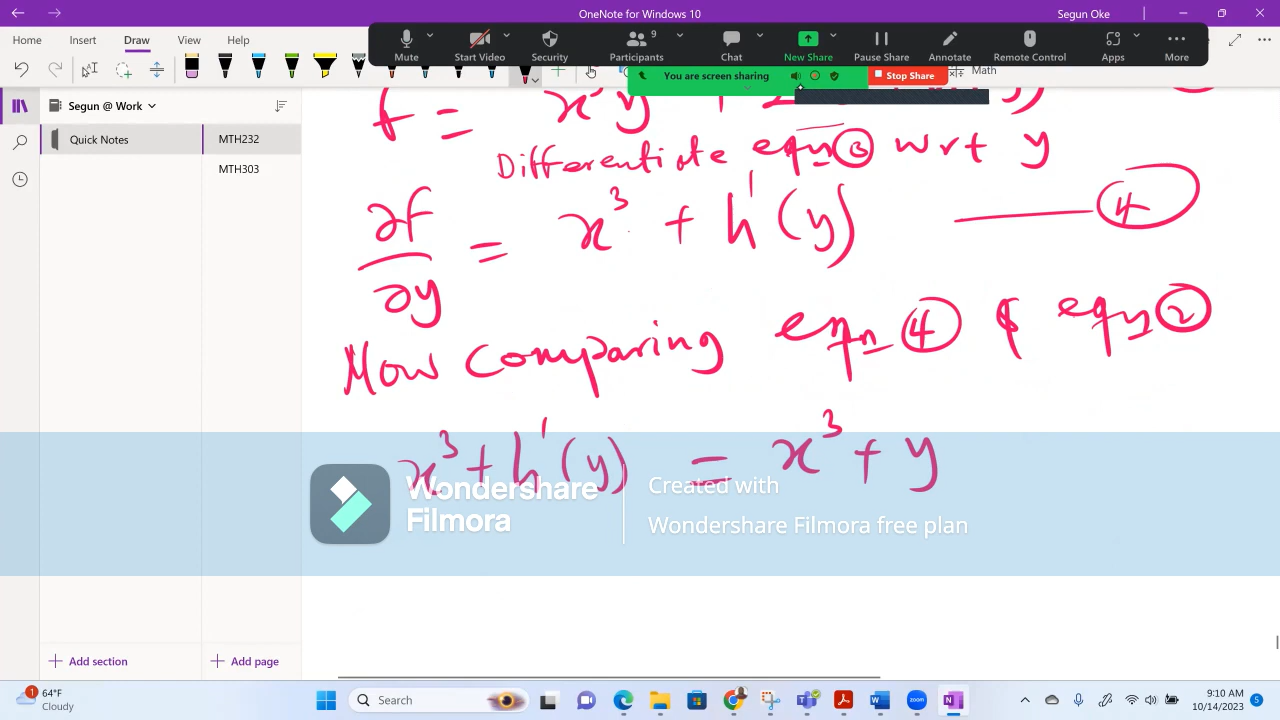 OneNote for Windows 10
Segun Oke
Home Insert Draw View Help
Mute Start Video Security Participants 9 Chat New Share Pause Share Annotate Remote Control Apps More
You are screen sharing Stop Share Math
Segun @ Work
Quick Notes
MTH232
MTH303
f =
Differentiate eqn ③ wrt y
∂f/∂y = x³ + h'(y) ——— ④
Now comparing eqn ④ & eqn ②
x³ + h'(y) = x³ + y
Wondershare Filmora
Created with
Wondershare Filmora free plan
Add section Add page
1 64°F
Cloudy
Search
9:10 AM
10/14/2023
5